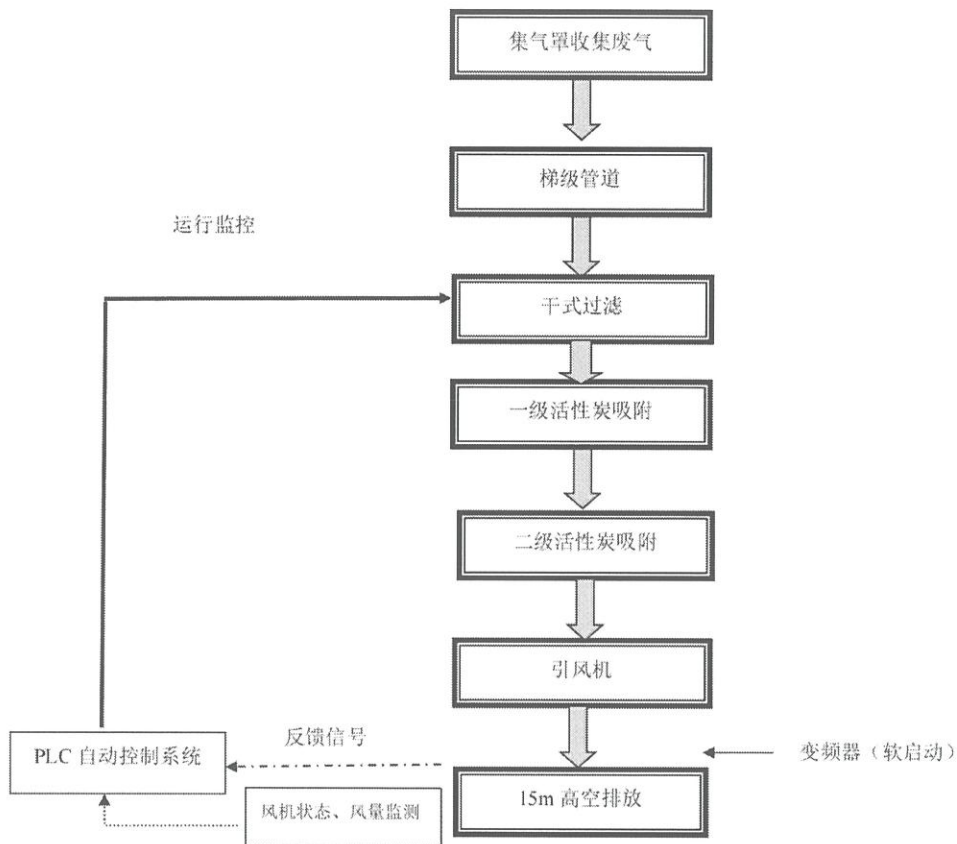 集气罩收集废气
梯级管道
运行监控
干式过滤
一级活性炭吸附
二级活性炭吸附
引风机
反馈信号
变频器（软启动）
PLC 自动控制系统
15m 高空排放
风机状态、风量监测